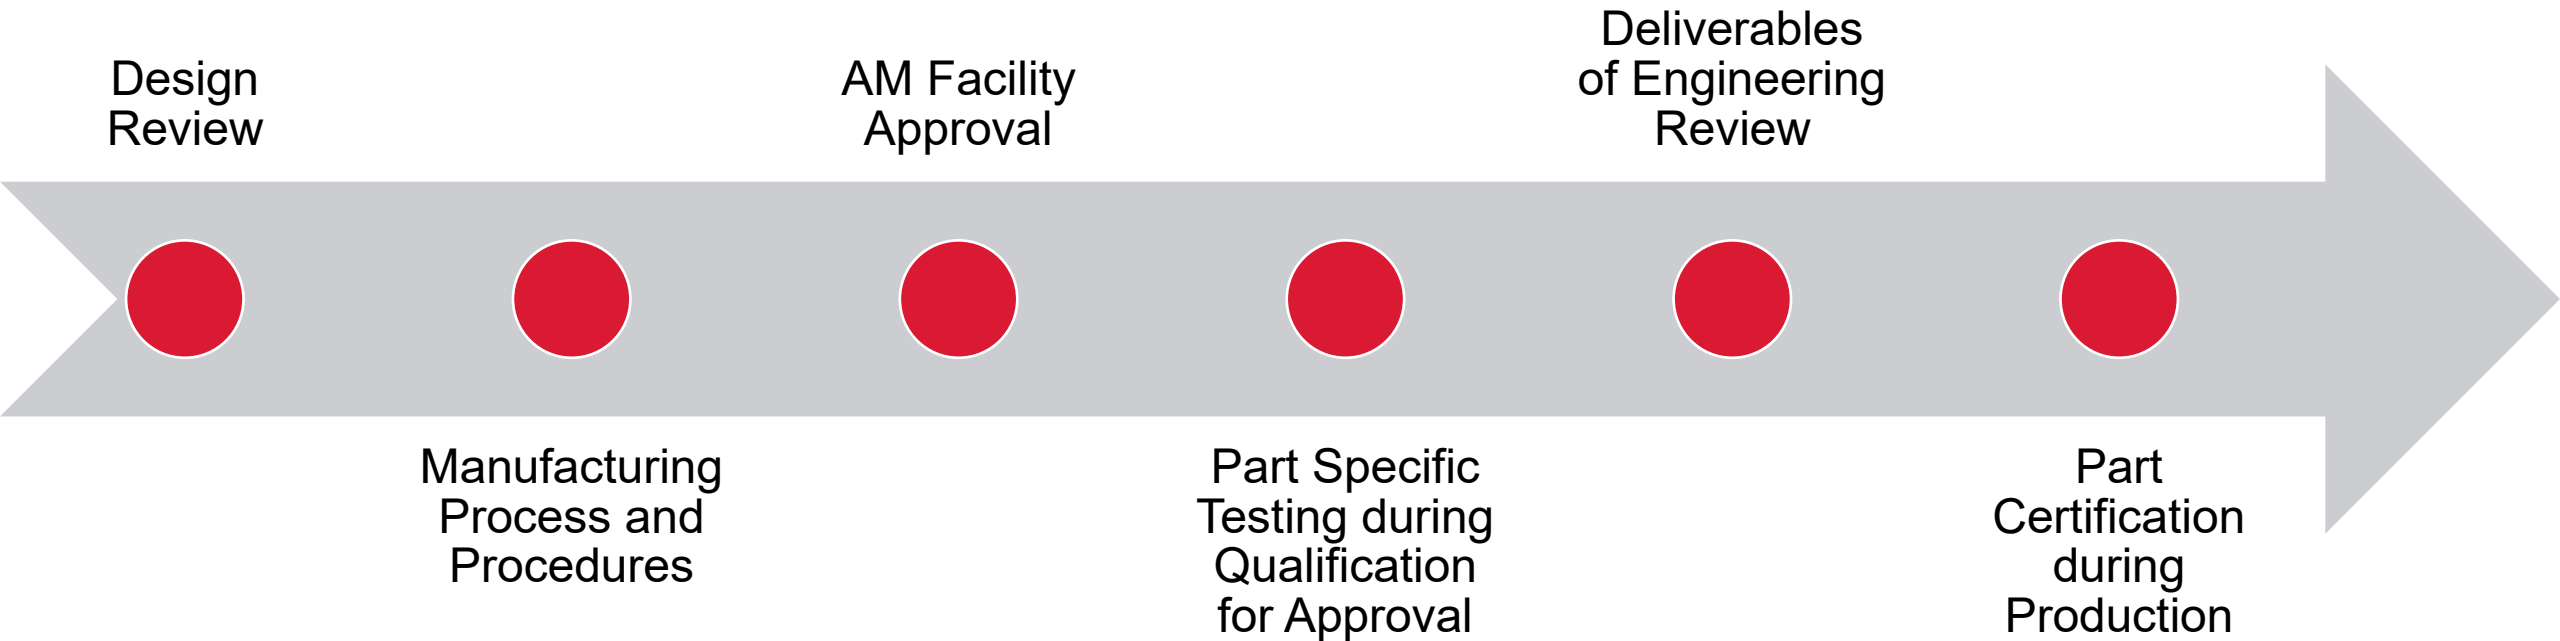 Design
Review
Manufacturing
Process and
Procedures
AM Facility
Approval
Part Specific
Testing during
Qualification
for Approval
Deliverables
of Engineering
Review
Part
Certification
during
Production